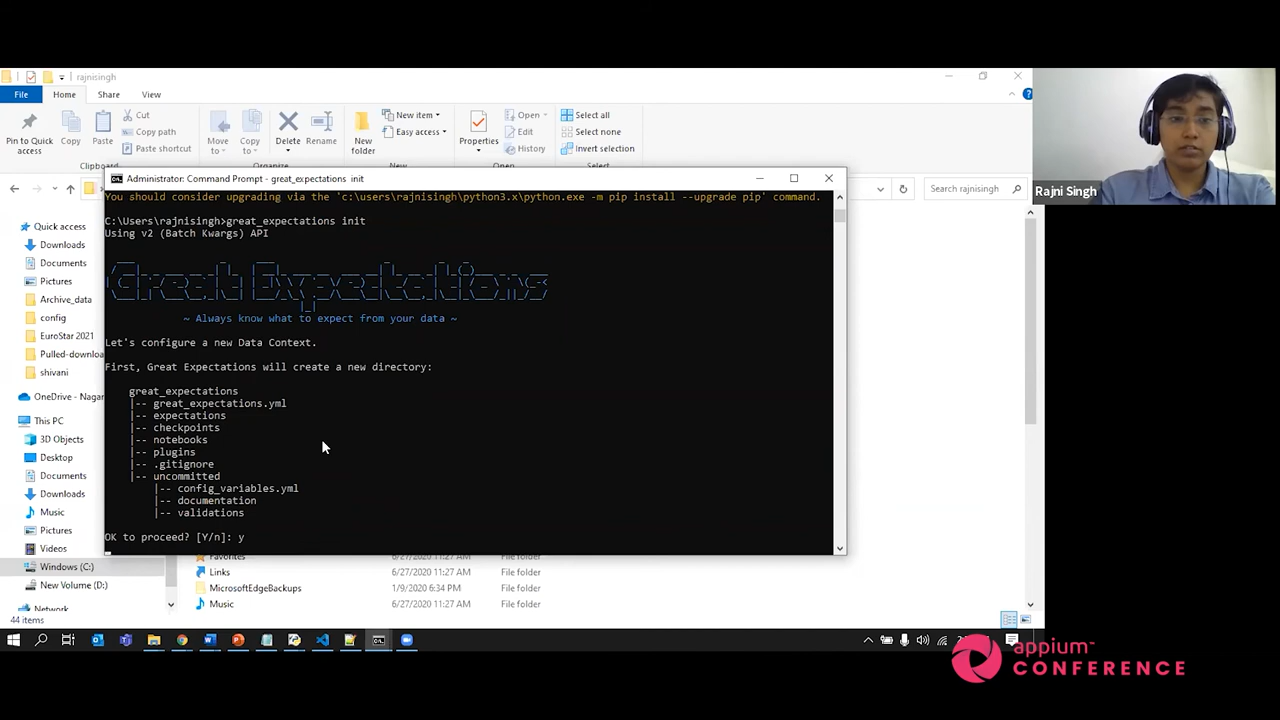 rajnisingh
File
Home
Share
View
Pin to Quick access
Copy
Paste
Cut
Copy path
Paste shortcut
Clipboard
Move to
Copy to
Delete
Rename
Organize
New folder
New item
Easy access
Properties
Open
Edit
History
Select all
Select none
Invert selection
Search rajnisingh
Rajni Singh
Quick access
Downloads
Documents
Pictures
Archive_data
config
EuroStar 2021
Pulled-downloa
shivani
OneDrive - Nagar
This PC
3D Objects
Desktop
Documents
Downloads
Music
Pictures
Videos
Windows (C:)
New Volume (D:)
Network
44 items
Administrator: Command Prompt - great_expectations init
You should consider upgrading via the 'c:\users\rajnisingh\python3.x\python.exe -m pip install --upgrade pip' command.
C:\Users\rajnisingh>great_expectations init
Using v2 (Batch Kwargs) API
Great Expectations
~ Always know what to expect from your data ~
Let's configure a new Data Context.
First, Great Expectations will create a new directory:
great_expectations
|-- great_expectations.yml
|-- expectations
|-- checkpoints
|-- notebooks
|-- plugins
|-- .gitignore
|-- uncommitted
|-- config_variables.yml
|-- documentation
|-- validations
OK to proceed? [Y/n]: y
Favorites 6/27/2020 11:27 AM File folder
Links 6/27/2020 11:27 AM File folder
MicrosoftEdgeBackups 1/9/2020 6:34 PM File folder
Music 6/27/2020 11:27 AM File folder
appium™
CONFERENCE